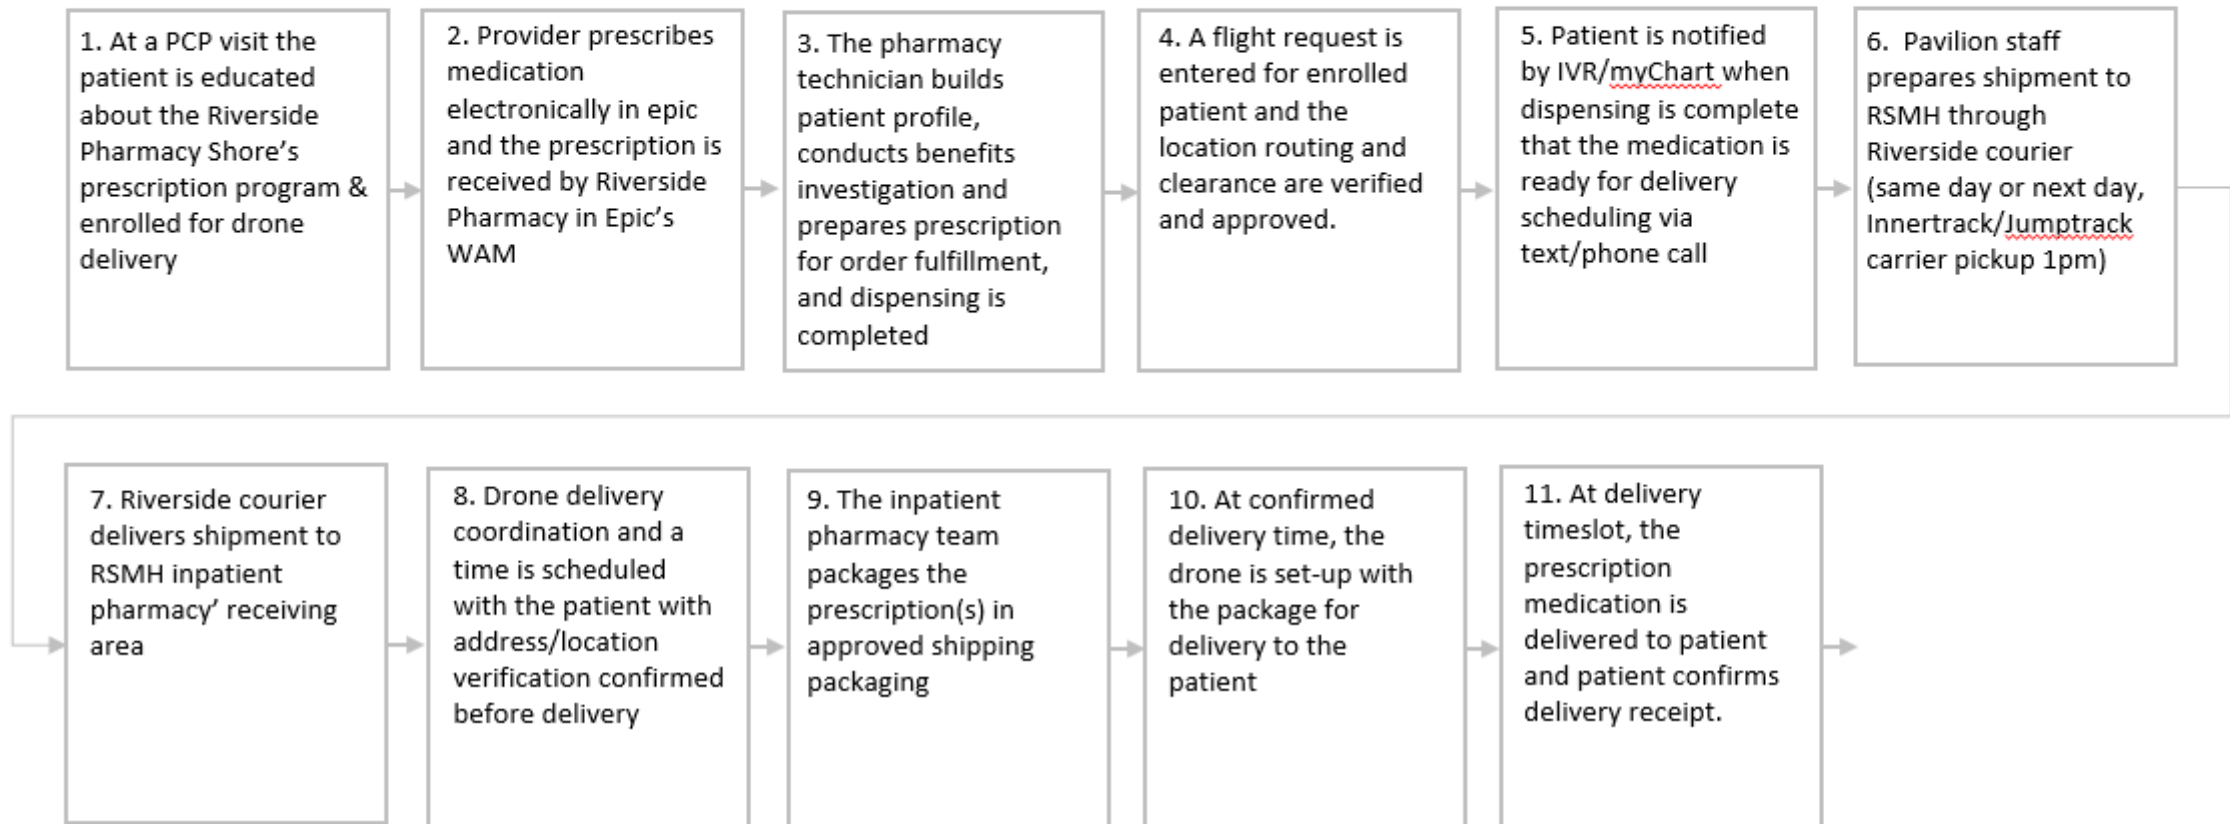 1. At a PCP visit the
patient is educated
about the Riverside
Pharmacy Shore’s
prescription program &
enrolled for drone
delivery
2. Provider prescribes
medication
electronically in epic
and the prescription is
received by Riverside
Pharmacy in Epic’s
WAM
3. The pharmacy
technician builds
patient profile,
conducts benefits
investigation and
prepares prescription
for order fulfillment,
and dispensing is
completed
4. A flight request is
entered for enrolled
patient and the
location routing and
clearance are verified
and approved.
5. Patient is notified
by IVR/myChart when
dispensing is complete
that the medication is
ready for delivery
scheduling via
text/phone call
6.  Pavilion staff
prepares shipment to
RSMH through
Riverside courier
(same day or next day,
Innertrack/Jumptrack
carrier pickup 1pm)
7. Riverside courier
delivers shipment to
RSMH inpatient
pharmacy’ receiving
area
8. Drone delivery
coordination and a
time is scheduled
with the patient with
address/location
verification confirmed
before delivery
9. The inpatient
pharmacy team
packages the
prescription(s) in
approved shipping
packaging
10. At confirmed
delivery time, the
drone is set-up with
the package for
delivery to the
patient
11. At delivery
timeslot, the
prescription
medication is
delivered to patient
and patient confirms
delivery receipt.